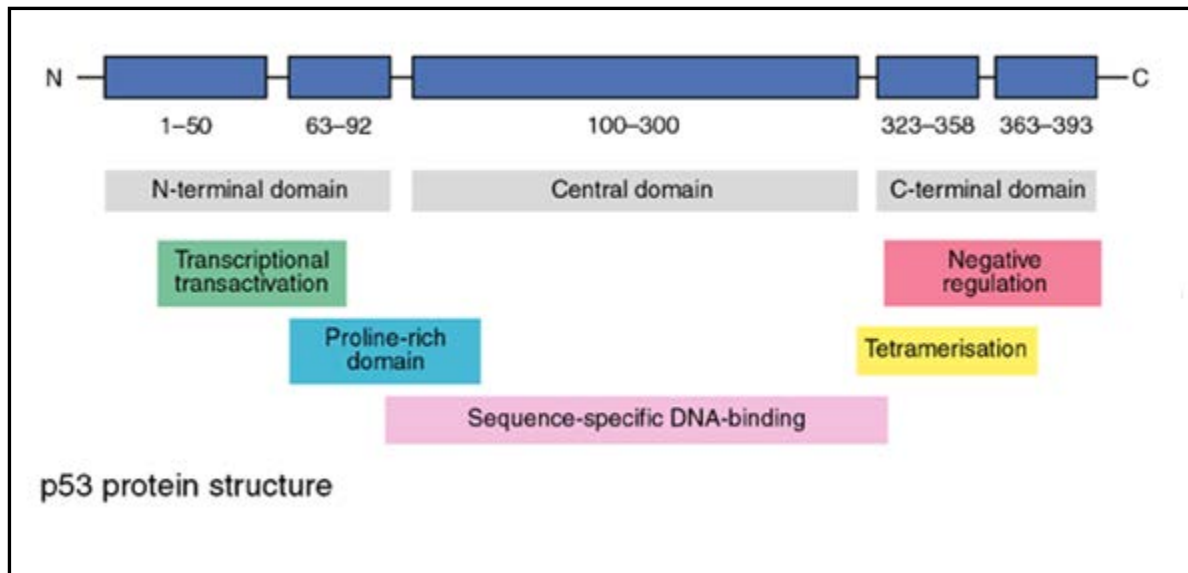 N
C
1–50
63–92
100–300
323–358
363–393
N-terminal domain
Central domain
C-terminal domain
Transcriptional
transactivation
Negative
regulation
Proline-rich
domain
Tetramerisation
Sequence-specific DNA-binding
p53 protein structure